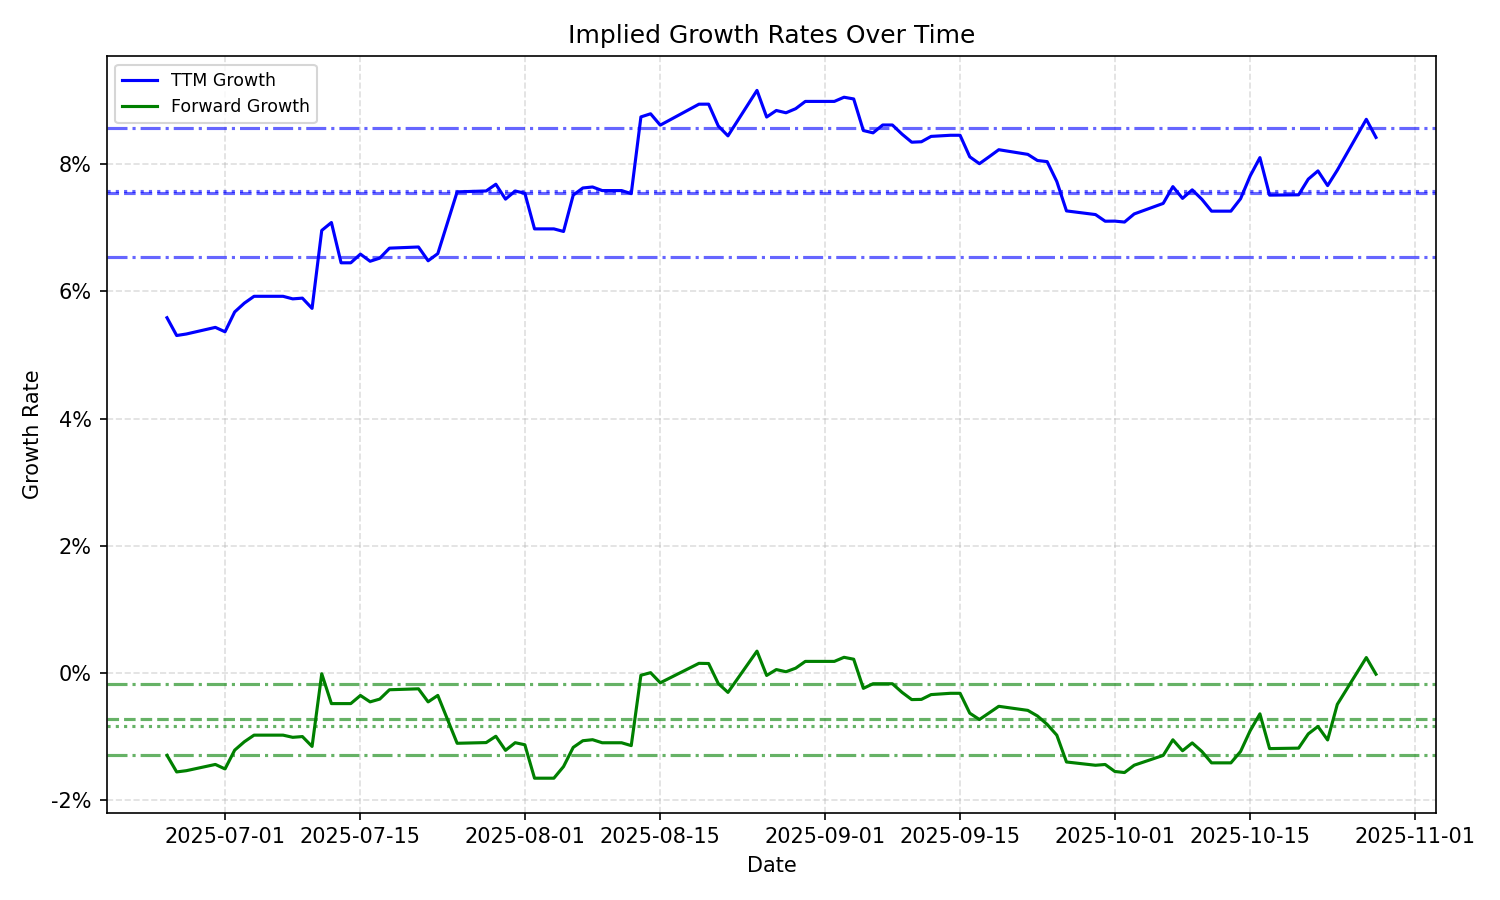 Implied Growth Rates Over Time
TTM Growth
Forward Growth
8%
6%
4%
2%
0%
-2%
Growth Rate
2025-07-01 2025-07-15 2025-08-01 2025-08-15 2025-09-01 2025-09-15 2025-10-01 2025-10-15 2025-11-01
Date